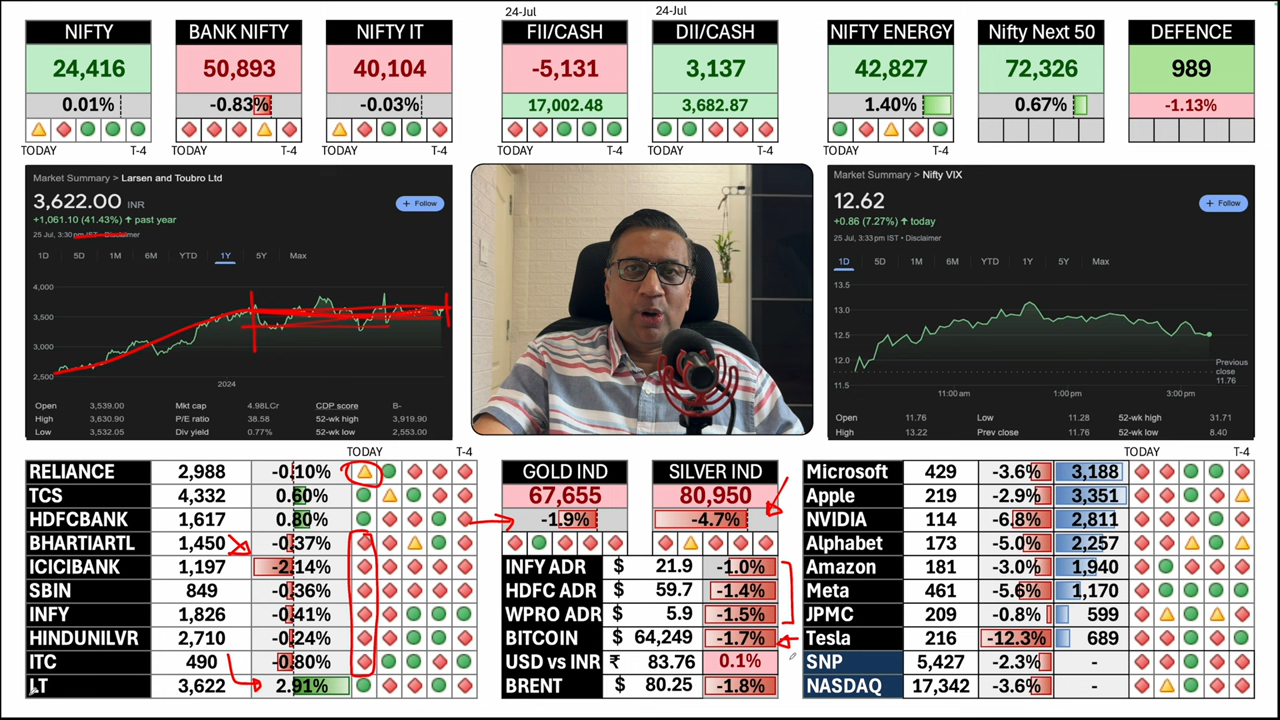 24-Jul 24-Jul
NIFTY BANK NIFTY NIFTY IT FII/CASH DII/CASH NIFTY ENERGY Nifty Next 50 DEFENCE
24,416 50,893 40,104 -5,131 3,137 42,827 72,326 989
0.01% -0.83% -0.03% 17,002.48 3,682.87 1.40% 0.67% -1.13%
TODAY T-4 TODAY T-4 TODAY T-4 TODAY T-4
Market Summary > Larsen and Toubro Ltd
3,622.00 INR
+ Follow
+1,061.10 (41.43%) ↑ past year
25 Jul, 3:30 pm IST • Disclaimer
1D 5D 1M 6M YTD 1Y 5Y Max
4,000
3,500
3,000
2,500
2024
Open 3,539.00 Mkt cap 4.98LCr CDP score B-
High 3,630.90 P/E ratio 38.58 52-wk high 3,919.90
Low 3,532.05 Div yield 0.77% 52-wk low 2,553.00
Market Summary > Nifty VIX
12.62
+ Follow
+0.86 (7.27%) ↑ today
25 Jul, 3:33 pm IST • Disclaimer
1D 5D 1M 6M YTD 1Y 5Y Max
13.5
13.0
12.5
12.0
11.5
Previous
close
11.76
11:00 am 1:00 pm 3:00 pm
Open 11.76 Low 11.28 52-wk high 31.71
High 13.22 Prev close 11.76 52-wk low 8.40
TODAY T-4
RELIANCE 2,988 -0.10%
TCS 4,332 0.60%
HDFCBANK 1,617 0.80%
BHARTIARTL 1,450 -0.37%
ICICIBANK 1,197 -2.14%
SBIN 849 -0.36%
INFY 1,826 -0.41%
HINDUNILVR 2,710 -0.24%
ITC 490 -0.80%
LT 3,622 2.91%
GOLD IND SILVER IND
67,655 80,950
-1.9% -4.7%
INFY ADR $ 21.9 -1.0%
HDFC ADR $ 59.7 -1.4%
WPRO ADR $ 5.9 -1.5%
BITCOIN $ 64,249 -1.7%
USD vs INR ₹ 83.76 0.1%
BRENT $ 80.25 -1.8%
TODAY T-4
Microsoft 429 -3.6% 3,188
Apple 219 -2.9% 3,351
NVIDIA 114 -6.8% 2,811
Alphabet 173 -5.0% 2,257
Amazon 181 -3.0% 1,940
Meta 461 -5.6% 1,170
JPMC 209 -0.8% 599
Tesla 216 -12.3% 689
SNP 5,427 -2.3% -
NASDAQ 17,342 -3.6% -